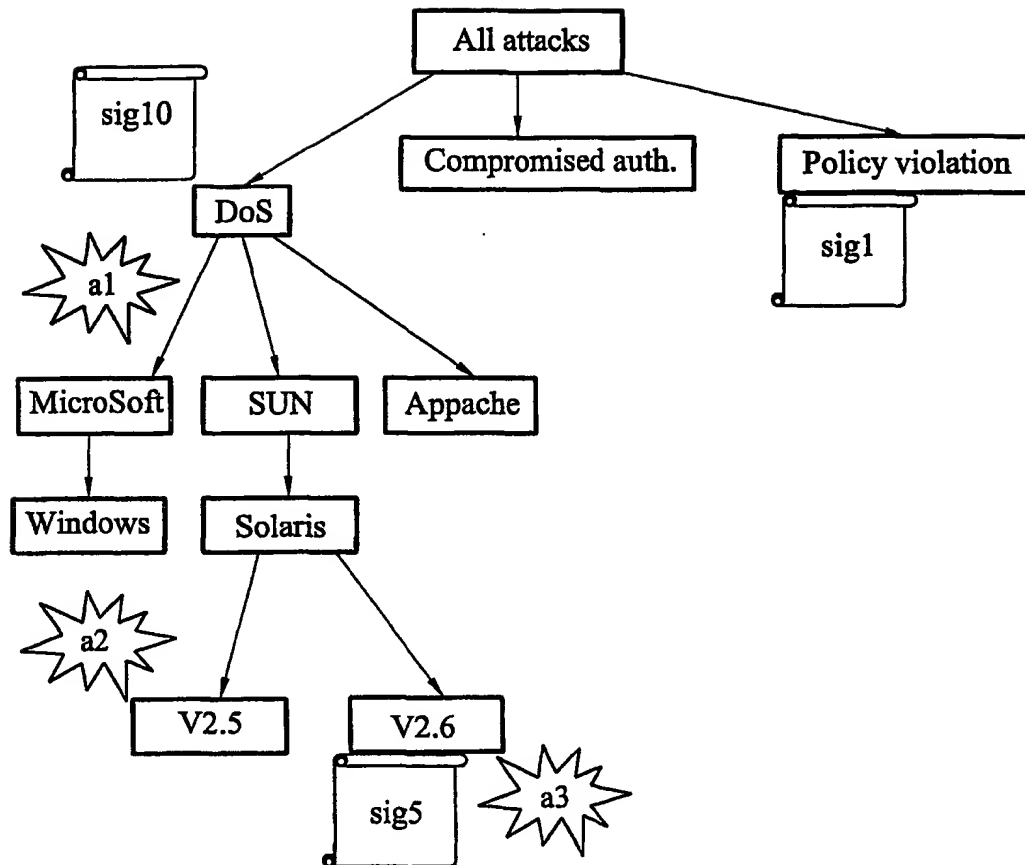 All attacks
sig10
Compromised auth.
Policy violation
DoS
sig1
a1
MicroSoft
SUN
Appache
Windows
Solaris
a2
V2.5
V2.6
sig5
a3